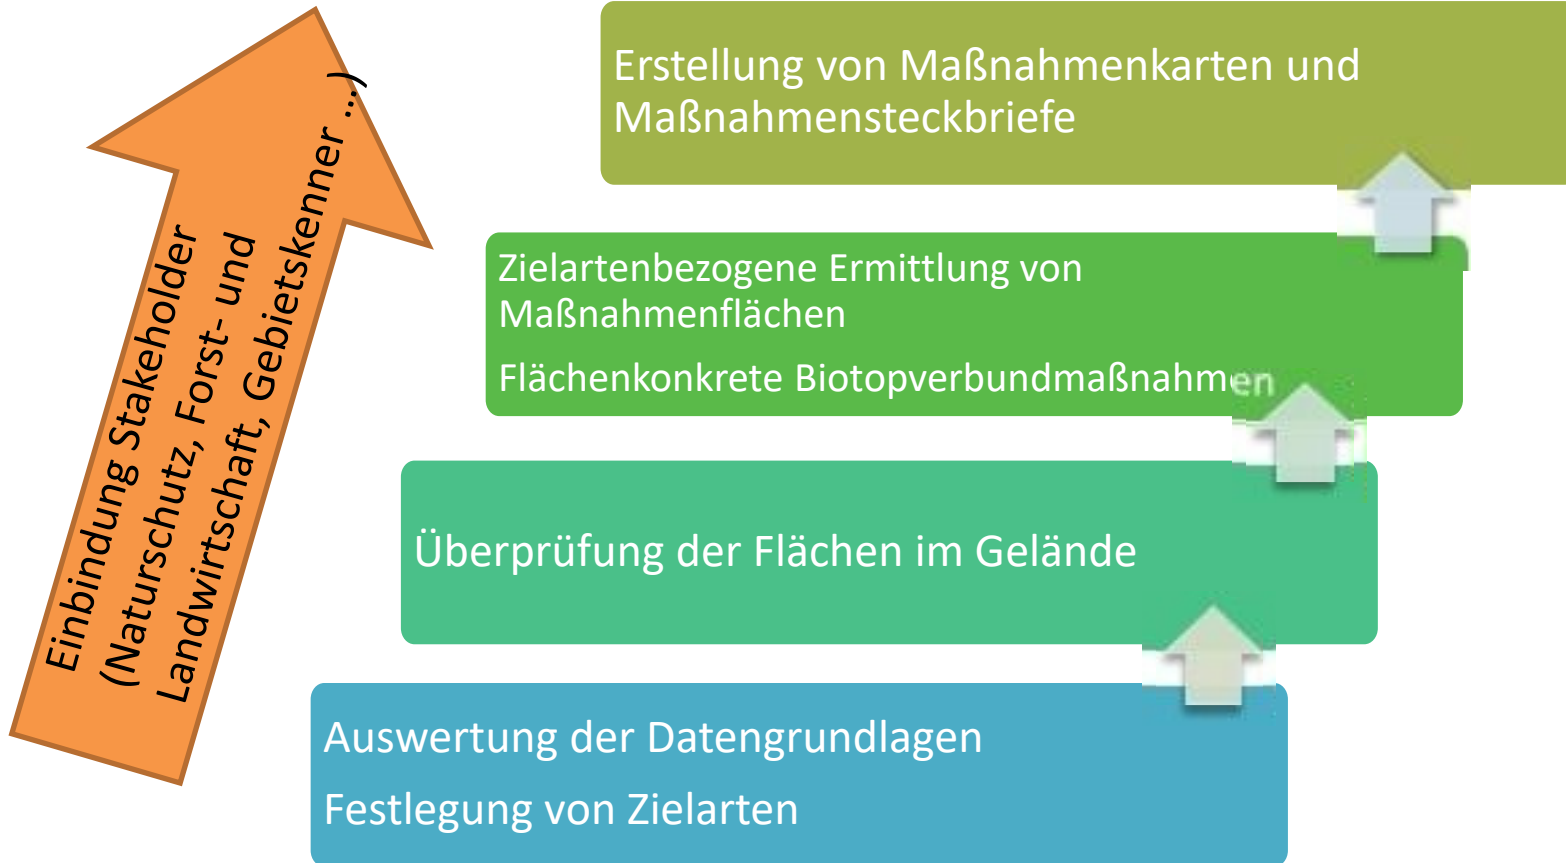 Einbindung Stakeholder
(Naturschutz, Forst- und
Landwirtschaft, Gebietskenner ...)
Erstellung von Maßnahmenkarten und
Maßnahmensteckbriefe
Zielartenbezogene Ermittlung von
Maßnahmenflächen
Flächenkonkrete Biotopverbundmaßnahmen
Überprüfung der Flächen im Gelände
Auswertung der Datengrundlagen
Festlegung von Zielarten